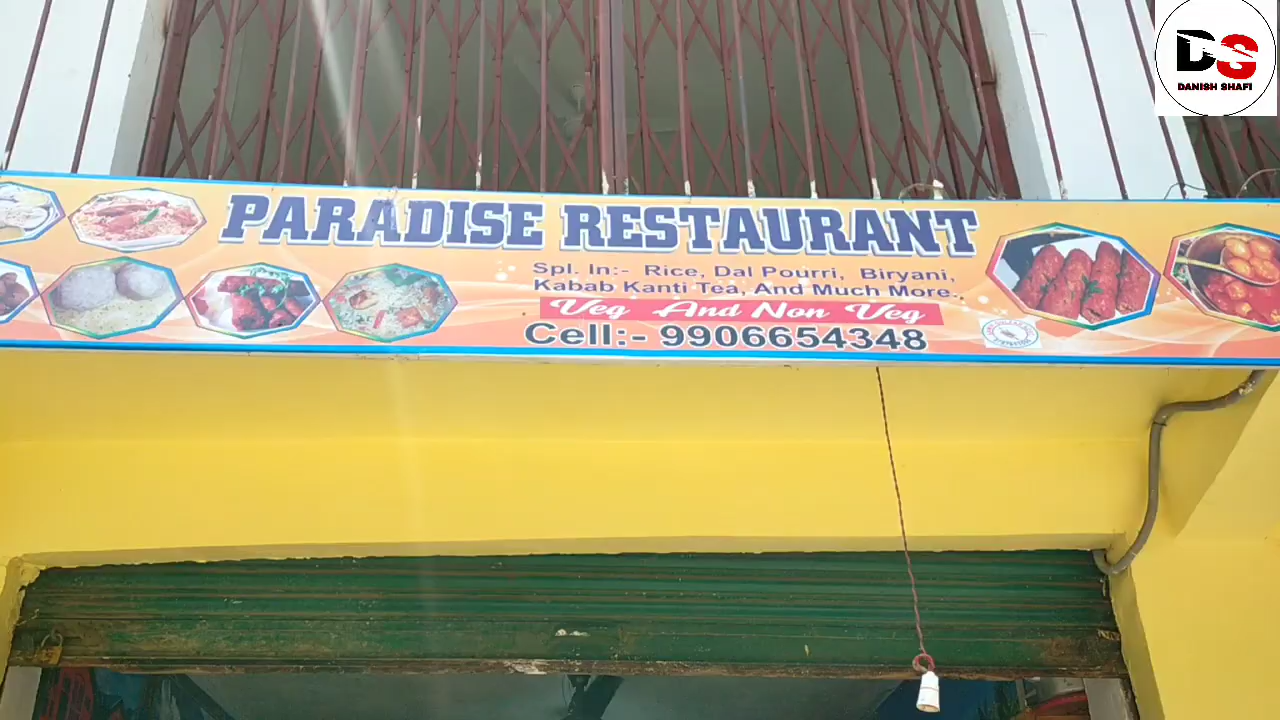 DS
DANISH SHAFI
PARADISE RESTAURANT
Spl. In:- Rice, Dal Pourri, Biryani,
Kabab Kanti Tea, And Much More..
Veg And Non Veg
Cell:- 9906654348